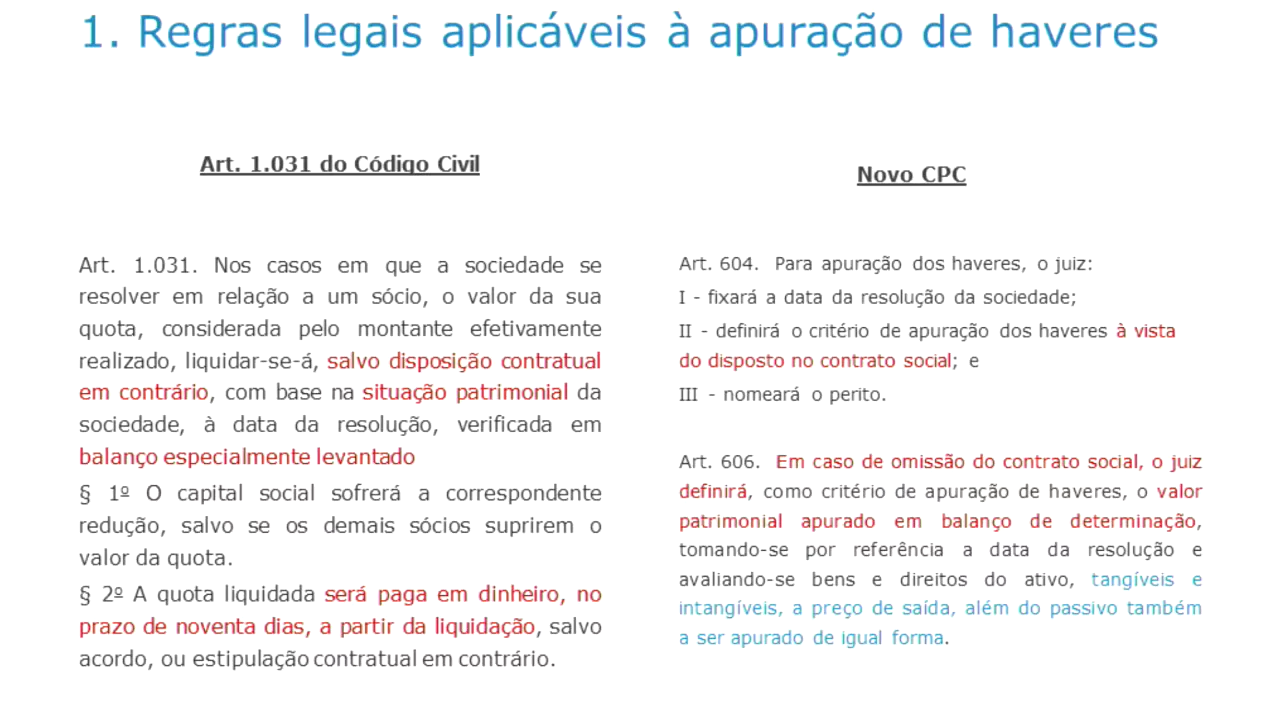 1. Regras legais aplicáveis à apuração de haveres
Art. 1.031 do Código Civil
Art. 1.031. Nos casos em que a sociedade se
resolver em relação a um sócio, o valor da sua
quota, considerada pelo montante efetivamente
realizado, liquidar-se-á, salvo disposição contratual
em contrário, com base na situação patrimonial da
sociedade, à data da resolução, verificada em
balanço especialmente levantado
§ 1º O capital social sofrerá a correspondente
redução, salvo se os demais sócios suprirem o
valor da quota.
§ 2º A quota liquidada será paga em dinheiro, no
prazo de noventa dias, a partir da liquidação, salvo
acordo, ou estipulação contratual em contrário.
Novo CPC
Art. 604. Para apuração dos haveres, o juiz:
I - fixará a data da resolução da sociedade;
II - definirá o critério de apuração dos haveres à vista
do disposto no contrato social; e
III - nomeará o perito.
Art. 606. Em caso de omissão do contrato social, o juiz
definirá, como critério de apuração de haveres, o valor
patrimonial apurado em balanço de determinação,
tomando-se por referência a data da resolução e
avaliando-se bens e direitos do ativo, tangíveis e
intangíveis, a preço de saída, além do passivo também
a ser apurado de igual forma.